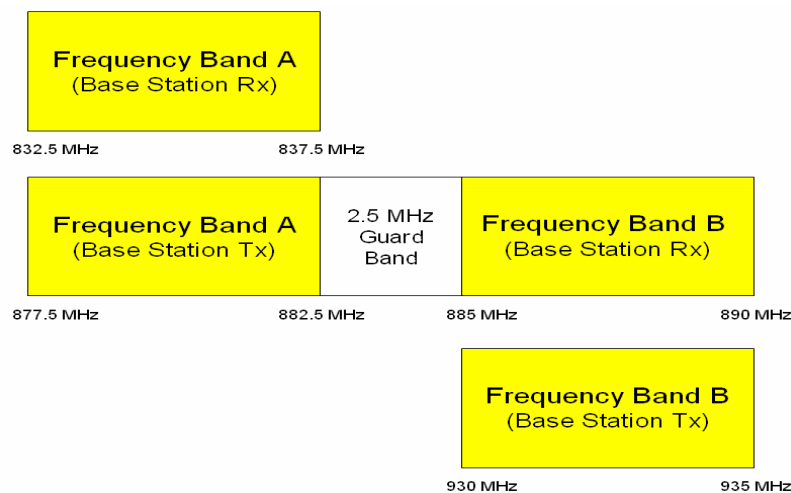 Frequency Band A
(Base Station Rx)
832.5 MHz 837.5 MHz
Frequency Band A
(Base Station Tx)
2.5 MHz
Guard
Band
Frequency Band B
(Base Station Rx)
877.5 MHz 882.5 MHz 885 MHz 890 MHz
Frequency Band B
(Base Station Tx)
930 MHz 935 MHz